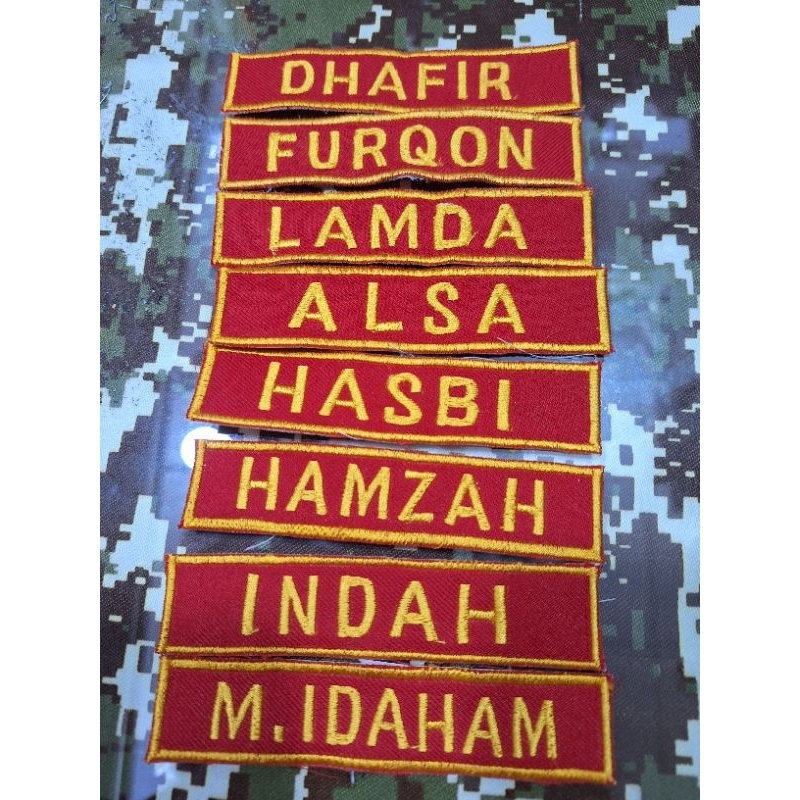 DHAFIR
FURQON
LAMDA
ALSA
HASBI
HAMZAH
INDAH
M.IDAHAM